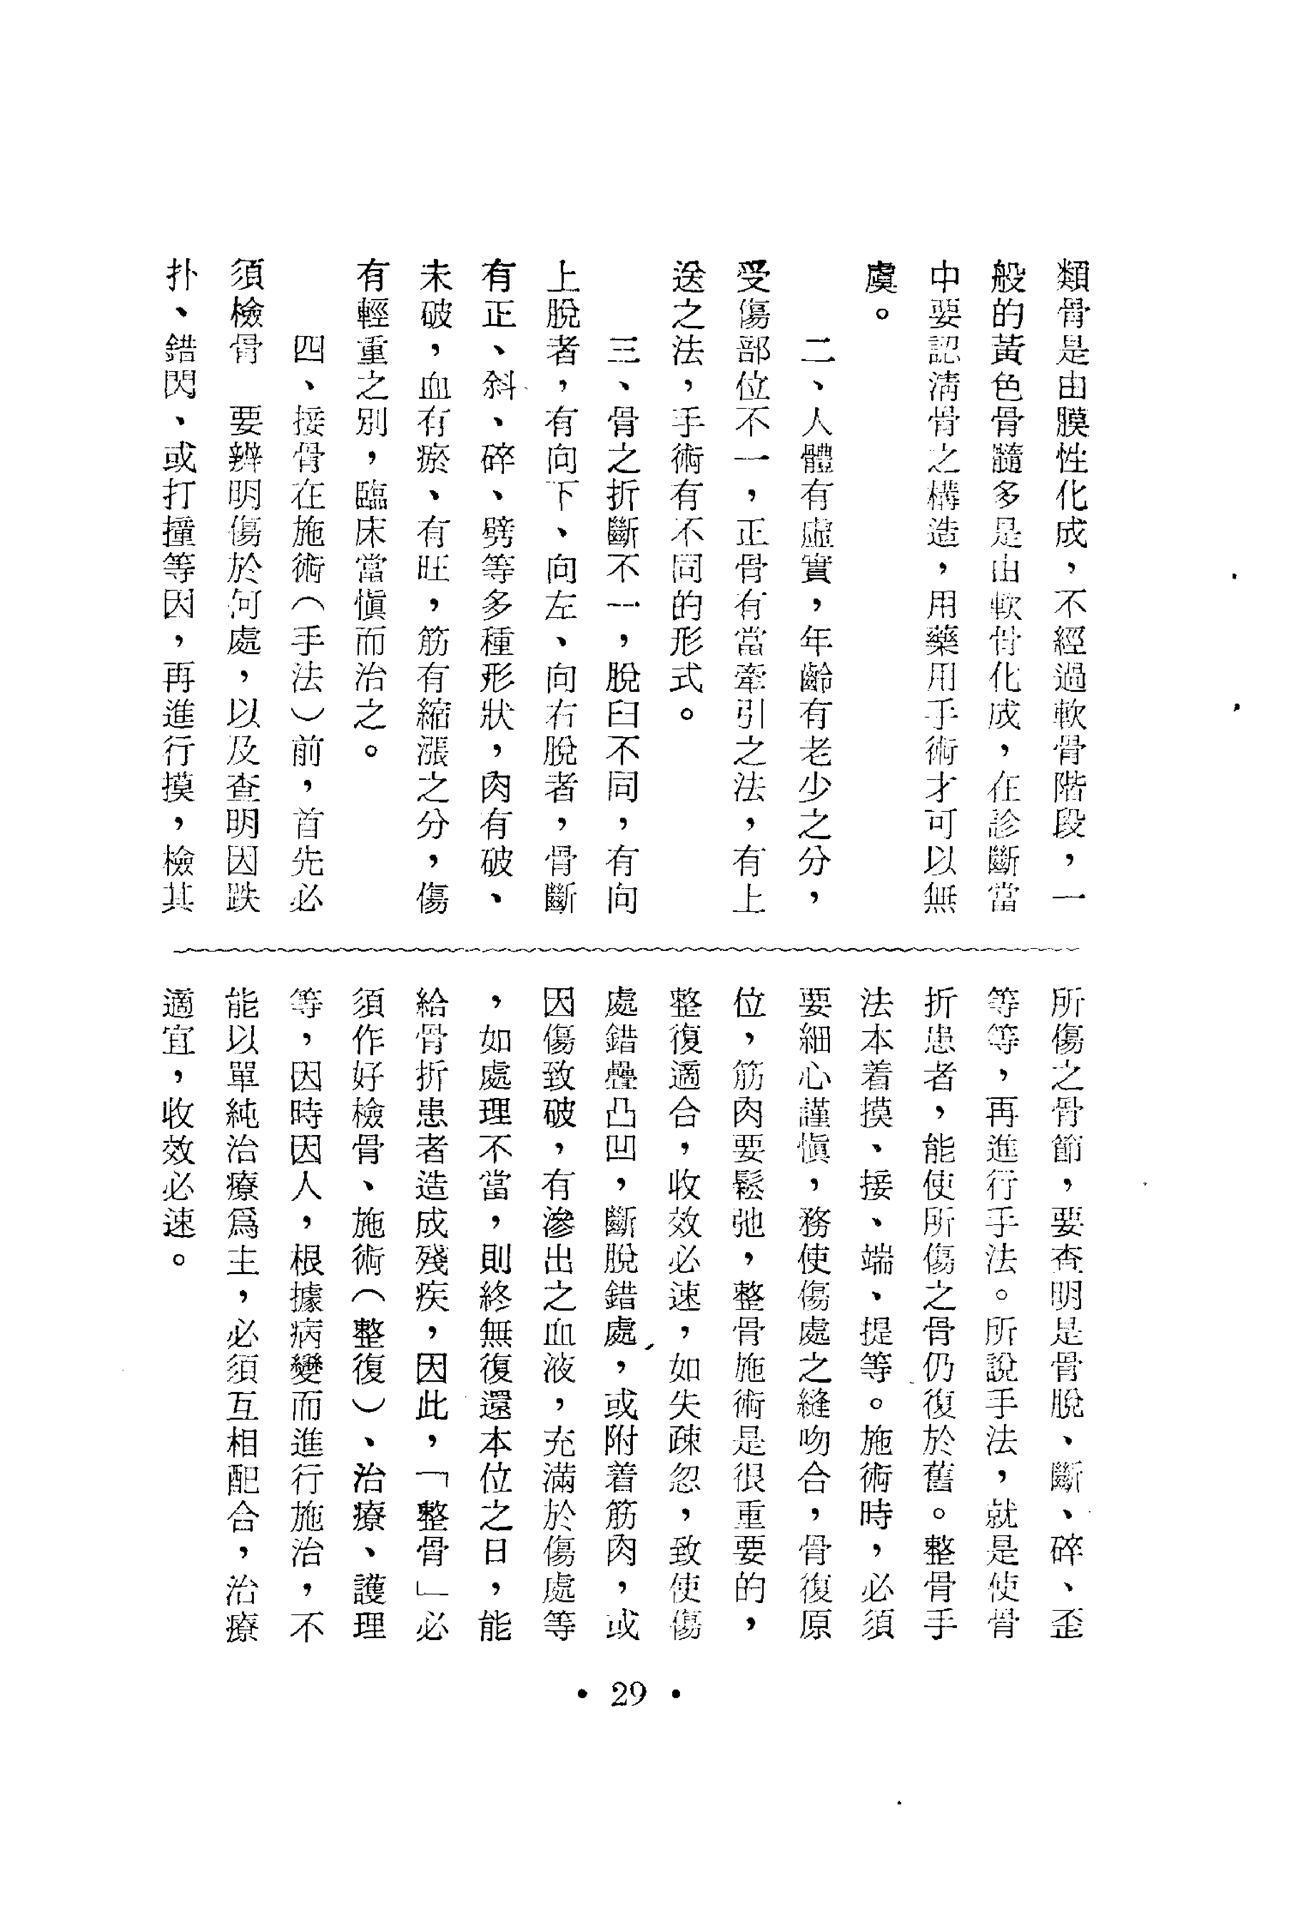 類骨是由膜性化成，不經過軟骨階段，一
般的黃色骨髓多是由軟骨化成，在診斷當
中要認淸骨之構造，用藥用手術才可以無
虞。
二、人體有虛實，年齡有老少之分，
受傷部位不一，正骨有當牽引之法，有上
送之法，手術有不同的形式。
三、骨之折斷不一，脫臼不同，有向
上脫者，有向下、向左、向右脫者，骨斷
有正、斜、碎、劈等多種形狀，肉有破、
未破，血有瘀、有旺，筋有縮漲之分，傷
有輕重之別，臨床當愼而治之。
四、接骨在施術（手法）前，首先必
須檢骨　要辨明傷於何處，以及查明因跌
扑、錯閃、或打撞等因，再進行摸，檢其
所傷之骨節，要查明是骨脫、斷、碎、歪
等等，再進行手法。所說手法，就是使骨
折患者，能使所傷之骨仍復於舊。整骨手
法本着摸、接、端、提等。施術時，必須
要細心謹愼，務使傷處之縫吻合，骨復原
位，筋肉要鬆弛，整骨施術是很重要的，
整復適合，收效必速，如失疎忽，致使傷
處錯疊凸凹，斷脫錯處，或附着筋肉，或
因傷致破，有滲出之血液，充滿於傷處等
，如處理不當，則終無復還本位之日，能
給骨折患者造成殘疾，因此，「整骨」必
須作好檢骨、施術（整復）、治療、護理
等，因時因人，根據病變而進行施治，不
能以單純治療爲主，必須互相配合，治療
適宜，收效必速。
• 29 •